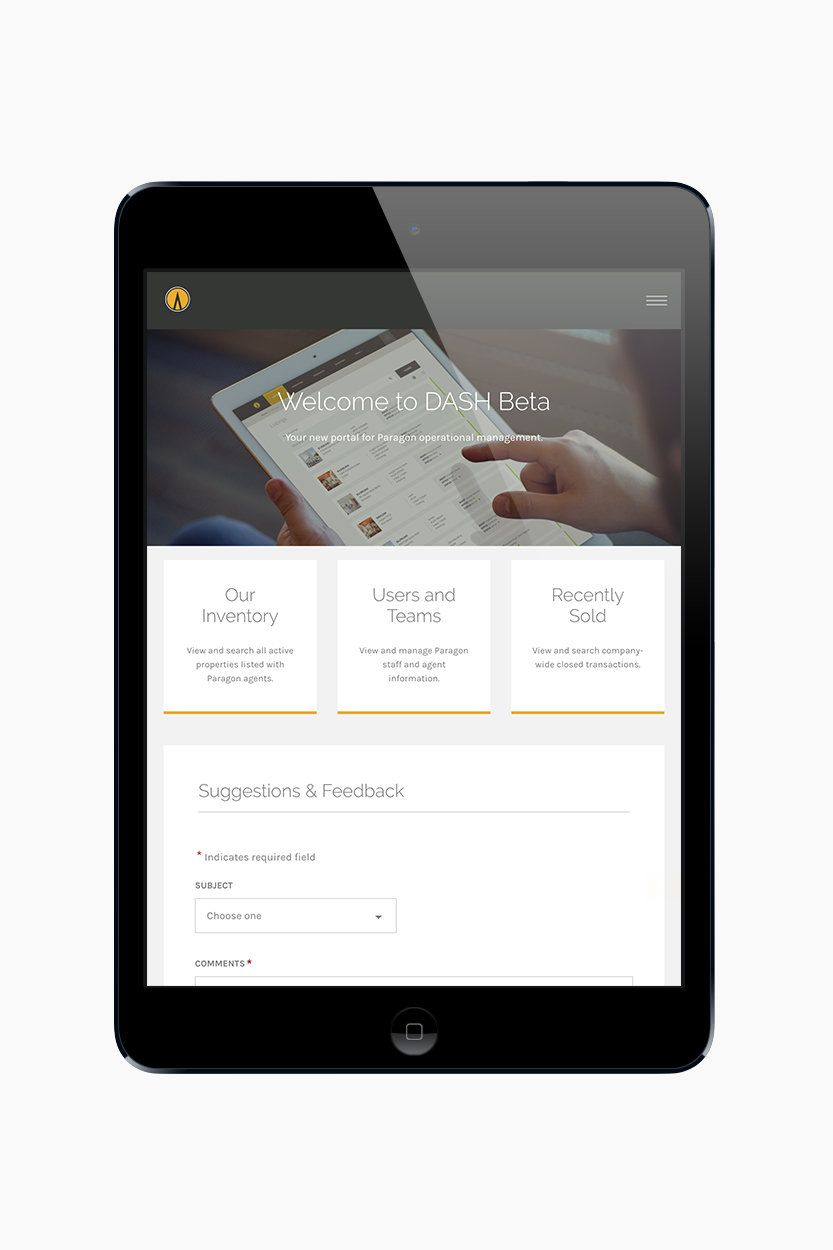 Welcome to DASH Beta
Your new portal for Paragon operational management.
Our
Inventory
View and search all active
properties listed with
Paragon agents.
Users and
Teams
View and manage Paragon
staff and agent
information.
Recently
Sold
View and search company-
wide closed transactions.
Suggestions & Feedback
* Indicates required field
SUBJECT
Choose one
COMMENTS *